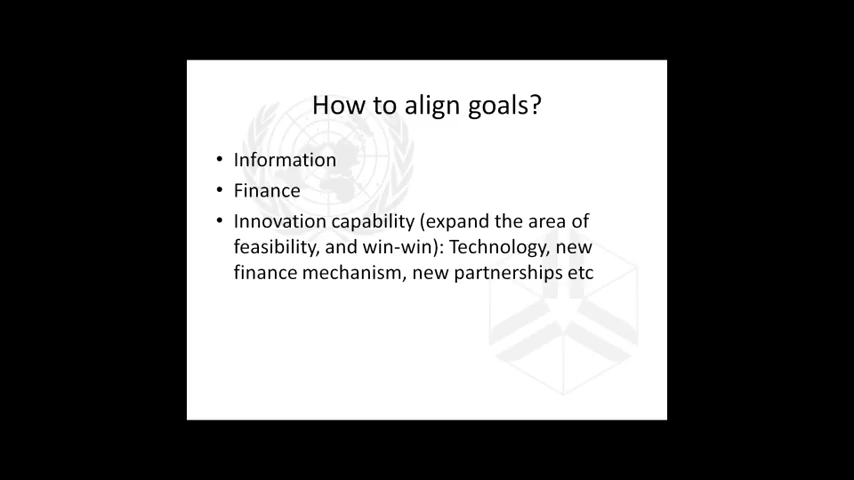 How to align goals?
• Information
• Finance
• Innovation capability (expand the area of
feasibility, and win-win): Technology, new
finance mechanism, new partnerships etc